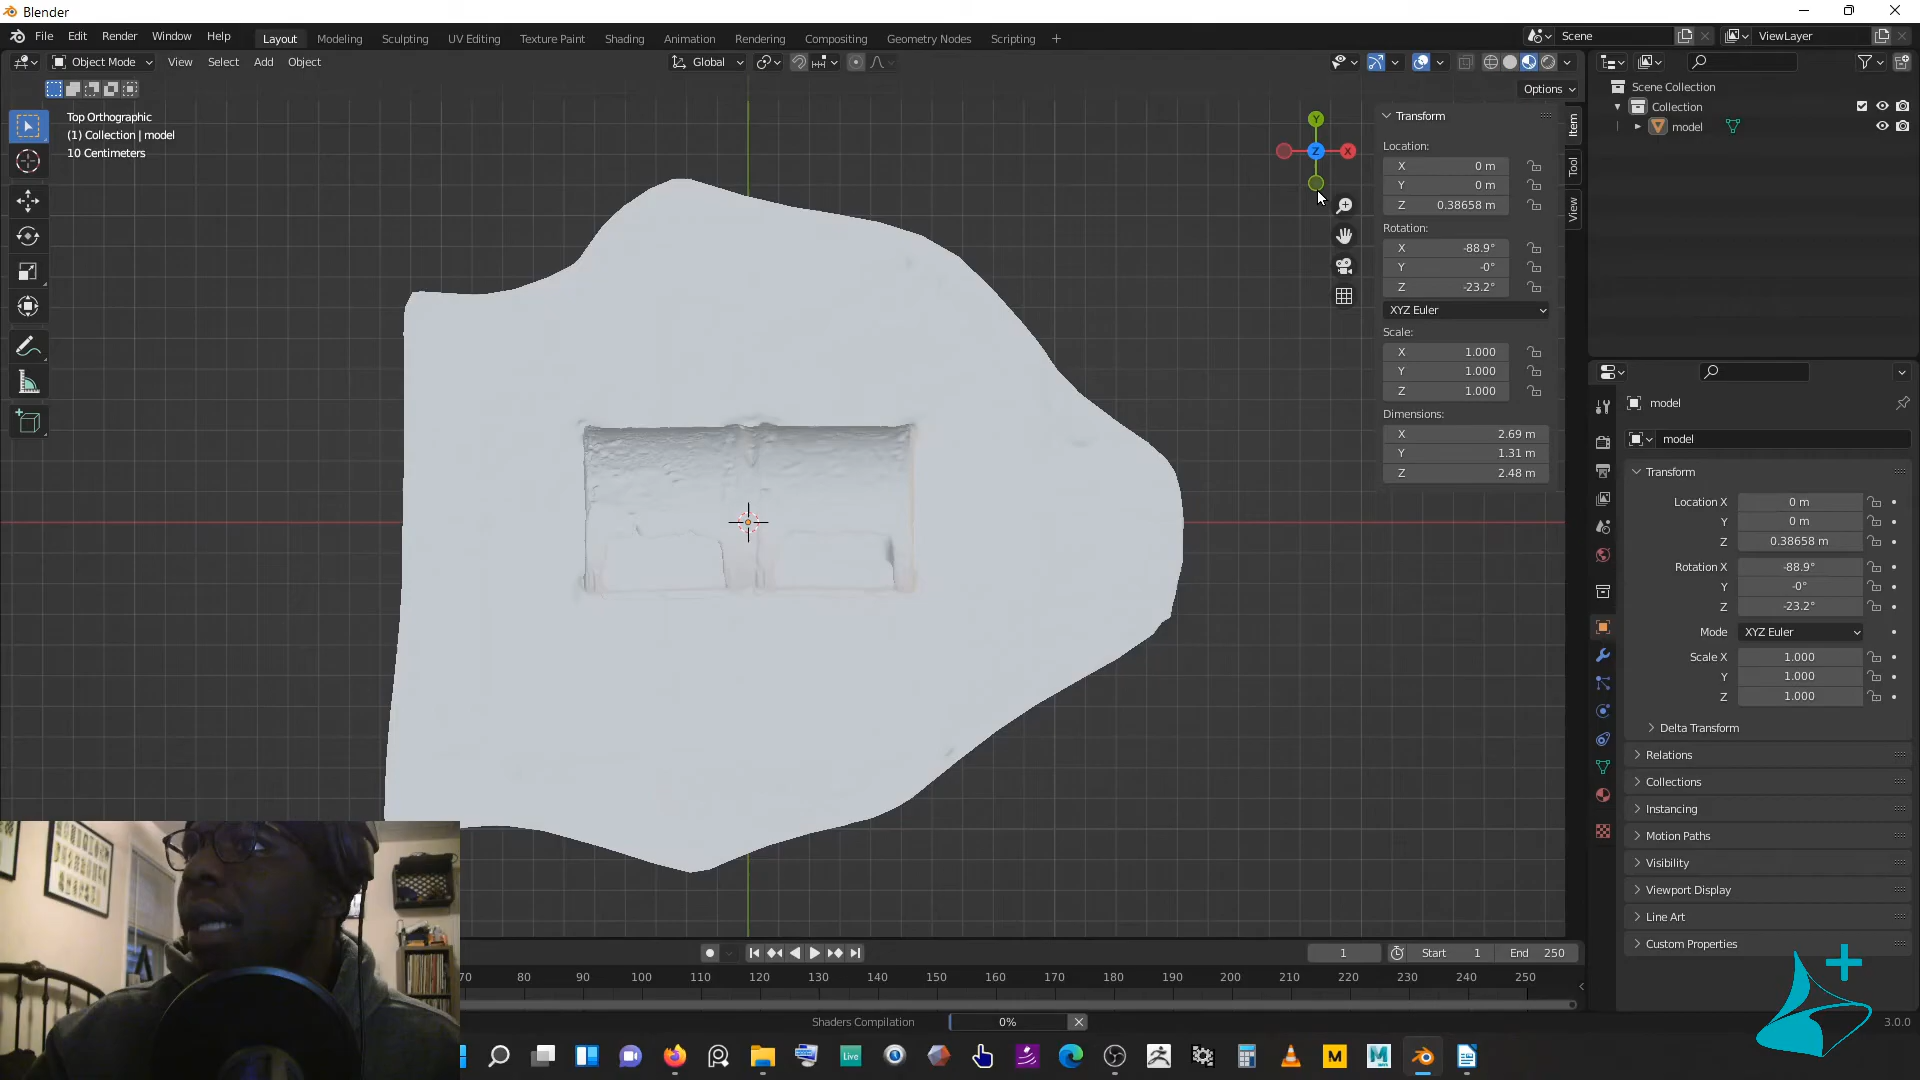 Blender
File Edit Render Window Help
Layout Modeling Sculpting UV Editing Texture Paint Shading Animation Rendering Compositing Geometry Nodes Scripting +
Scene
ViewLayer
Object Mode View Select Add Object
Global
Options
Top Orthographic
(1) Collection | model
10 Centimeters
Y
X
Z
Transform
Location:
X 0 m
Y 0 m
Z 0.38658 m
Rotation:
X -88.9°
Y -0°
Z -23.2°
XYZ Euler
Scale:
X 1.000
Y 1.000
Z 1.000
Dimensions:
X 2.69 m
Y 1.31 m
Z 2.48 m
Item
Tool
View
Scene Collection
Collection
model
model
model
Transform
Location X 0 m
Y 0 m
Z 0.38658 m
Rotation X -88.9°
Y -0°
Z -23.2°
Mode XYZ Euler
Scale X 1.000
Y 1.000
Z 1.000
Delta Transform
Relations
Collections
Instancing
Motion Paths
Visibility
Viewport Display
Line Art
Custom Properties
1 Start 1 End 250
70 80 90 100 110 120 130 140 150 160 170 180 190 200 210 220 230 240 250
Shaders Compilation 0%
3.0.0
Live
M
M